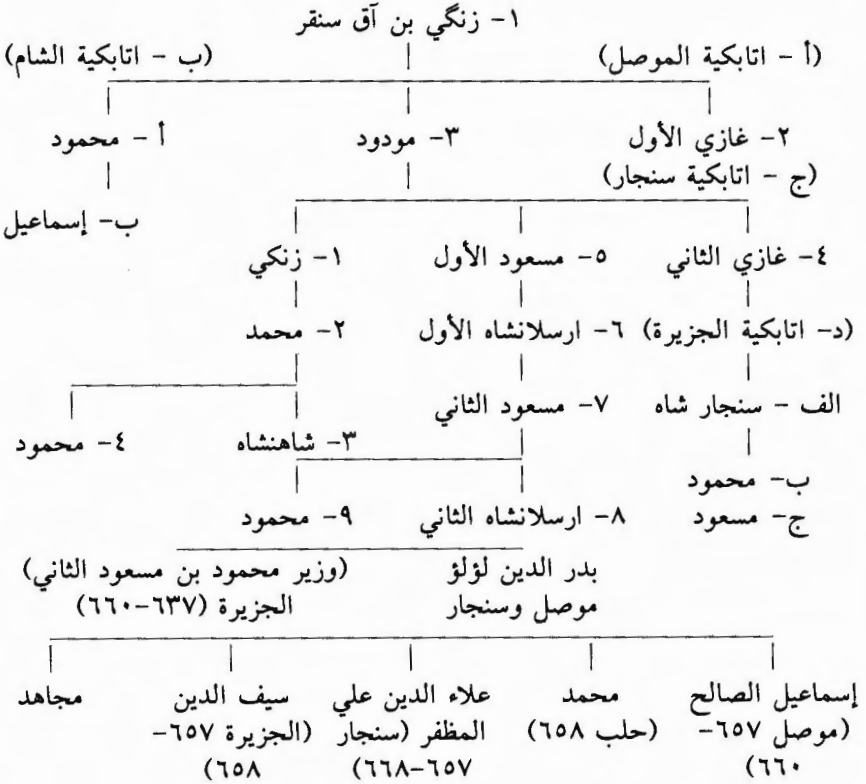 ١- زنگي بن آق سنقر
(أ - اتابكية الموصل) (ب - اتابكية الشام)
٢- غازي الأول ٣- مودود أ - محمود
(ج - اتابكية سنجار)
ب- إسماعيل
٤- غازي الثاني ٥- مسعود الأول ١- زنكي
(د- اتابكية الجزيرة) ٦- ارسلانشاه الأول ٢- محمد
الف - سنجار شاه ٧- مسعود الثاني
٣- شاهنشاه ٤- محمود
ب- محمود
ج- مسعود ٨- ارسلانشاه الثاني ٩- محمود
بدر الدين لؤلؤ (وزير محمود بن مسعود الثاني)
موصل وسنجار الجزيرة (٦٣٧-٦٦٠)
إسماعيل الصالح محمد علاء الدين علي سيف الدين مجاهد
(موصل ٦٥٧- (حلب ٦٥٨) المظفر (سنجار (الجزيرة ٦٥٧-
٦٦٠) ٦٥٧-٦٦٨) ٦٥٨)